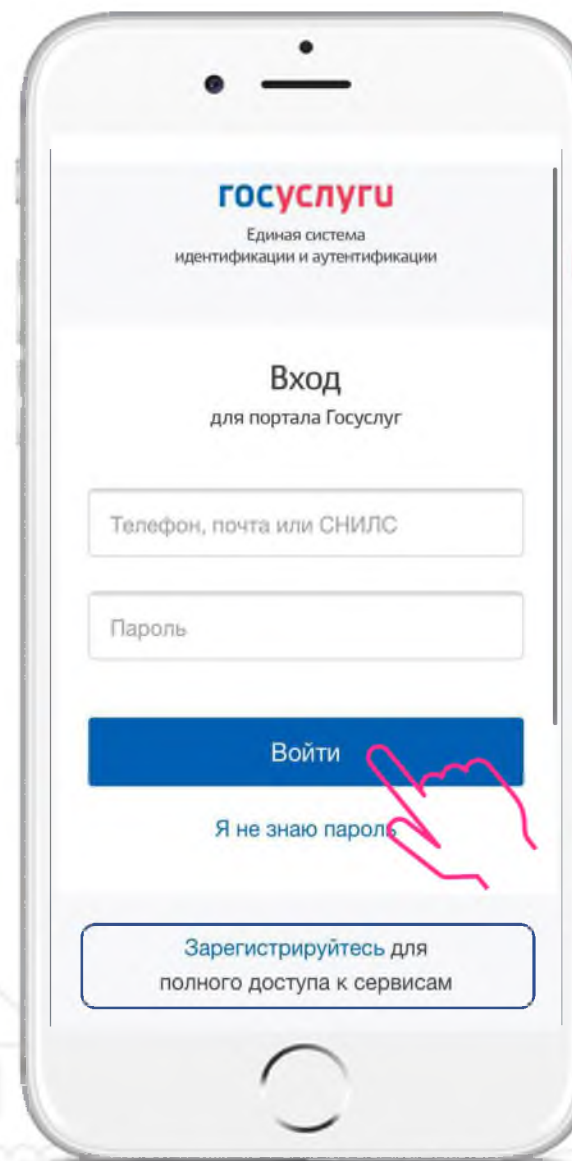 госуслуги
Единая система
идентификации и аутентификации
Вход
для портала Госуслуг
Телефон, почта или СНИЛС
Пароль
Войти
Я не знаю пароль
Зарегистрируйтесь для
полного доступа к сервисам